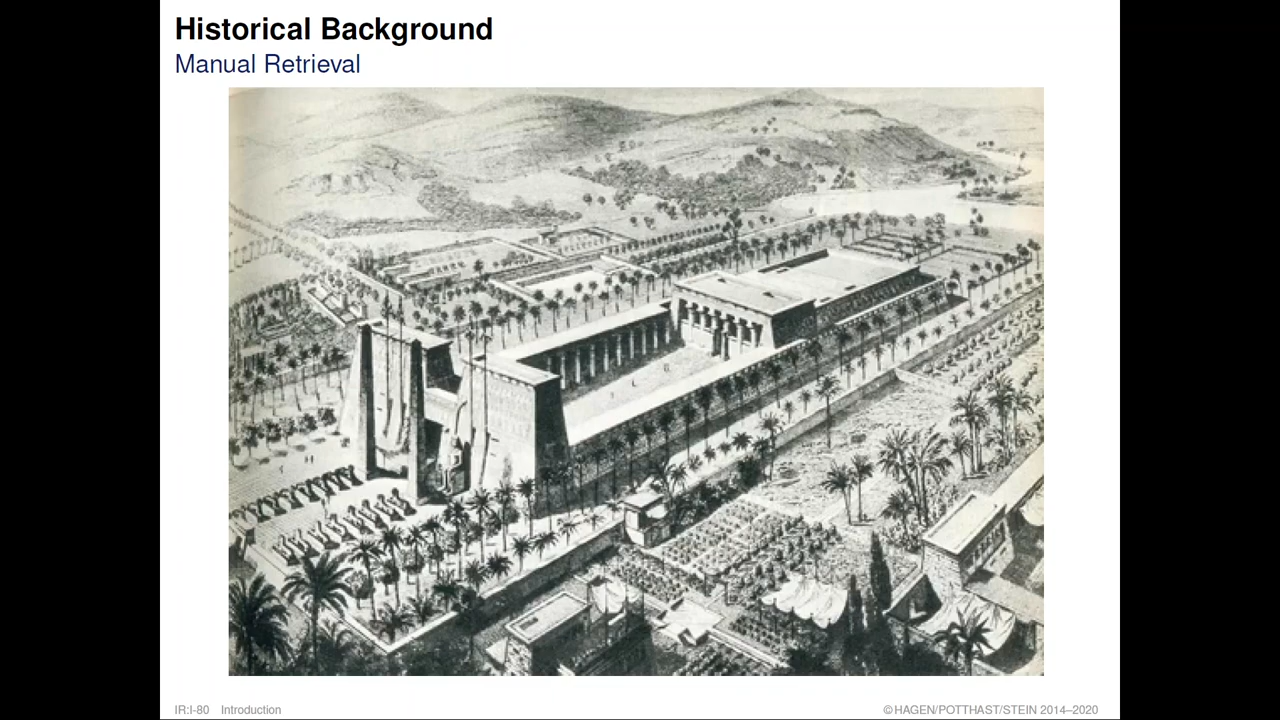 Historical Background
Manual Retrieval
IR:I-80 Introduction
©HAGEN/POTTHAST/STEIN 2014–2020